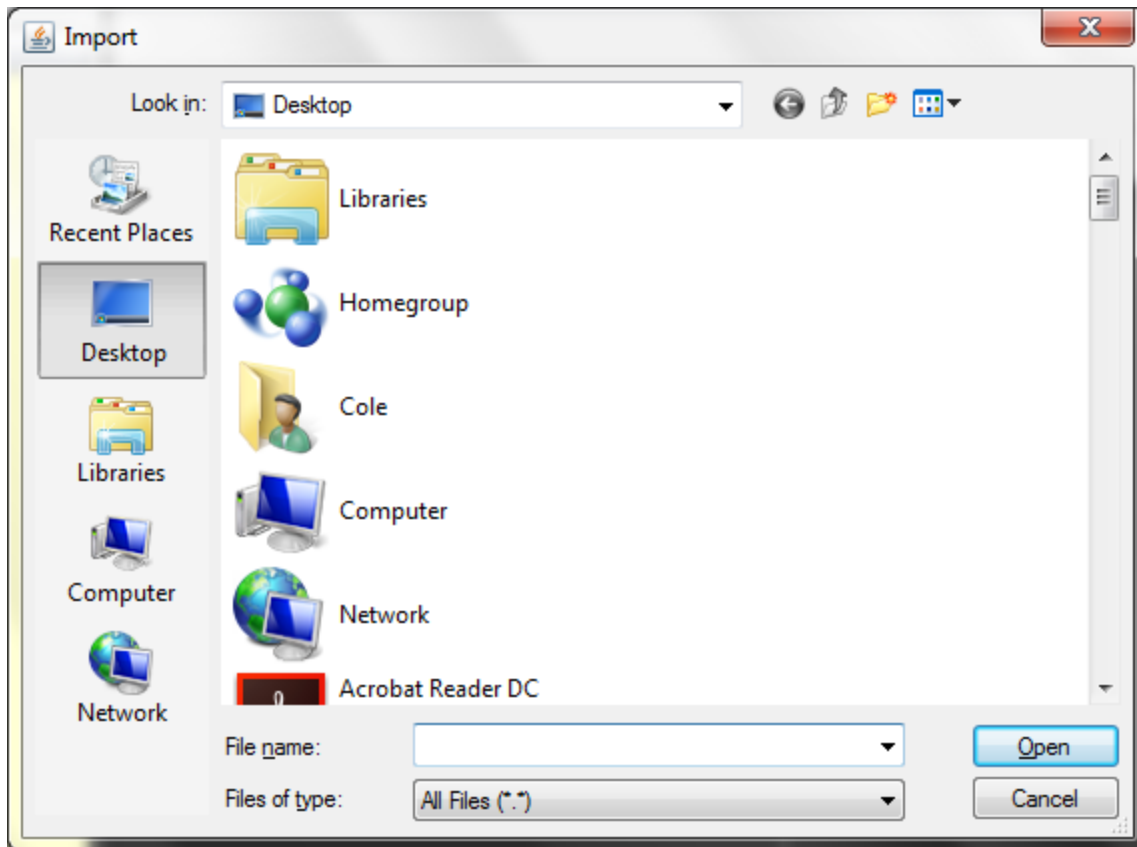 Import
Look in: Desktop
Recent Places
Desktop
Libraries
Computer
Network
Libraries
Homegroup
Cole
Computer
Network
Acrobat Reader DC
File name:
Open
Files of type: All Files (*.*)
Cancel